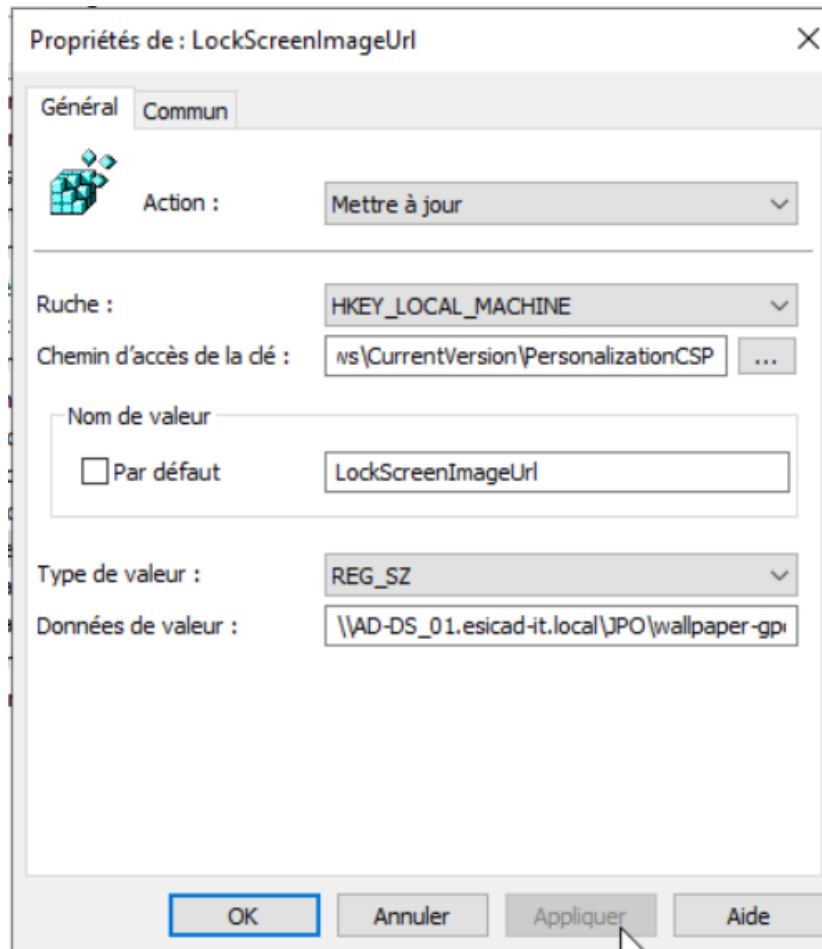 Propriétés de : LockScreenImageUrl
Général Commun
Action : Mettre à jour
Ruche : HKEY_LOCAL_MACHINE
Chemin d'accès de la clé : ws\CurrentVersion\PersonalizationCSP ...
Nom de valeur
Par défaut LockScreenImageUrl
Type de valeur : REG_SZ
Données de valeur : \\AD-DS_01.esicad-it.local\JPO\wallpaper-gp
OK Annuler Appliquer Aide